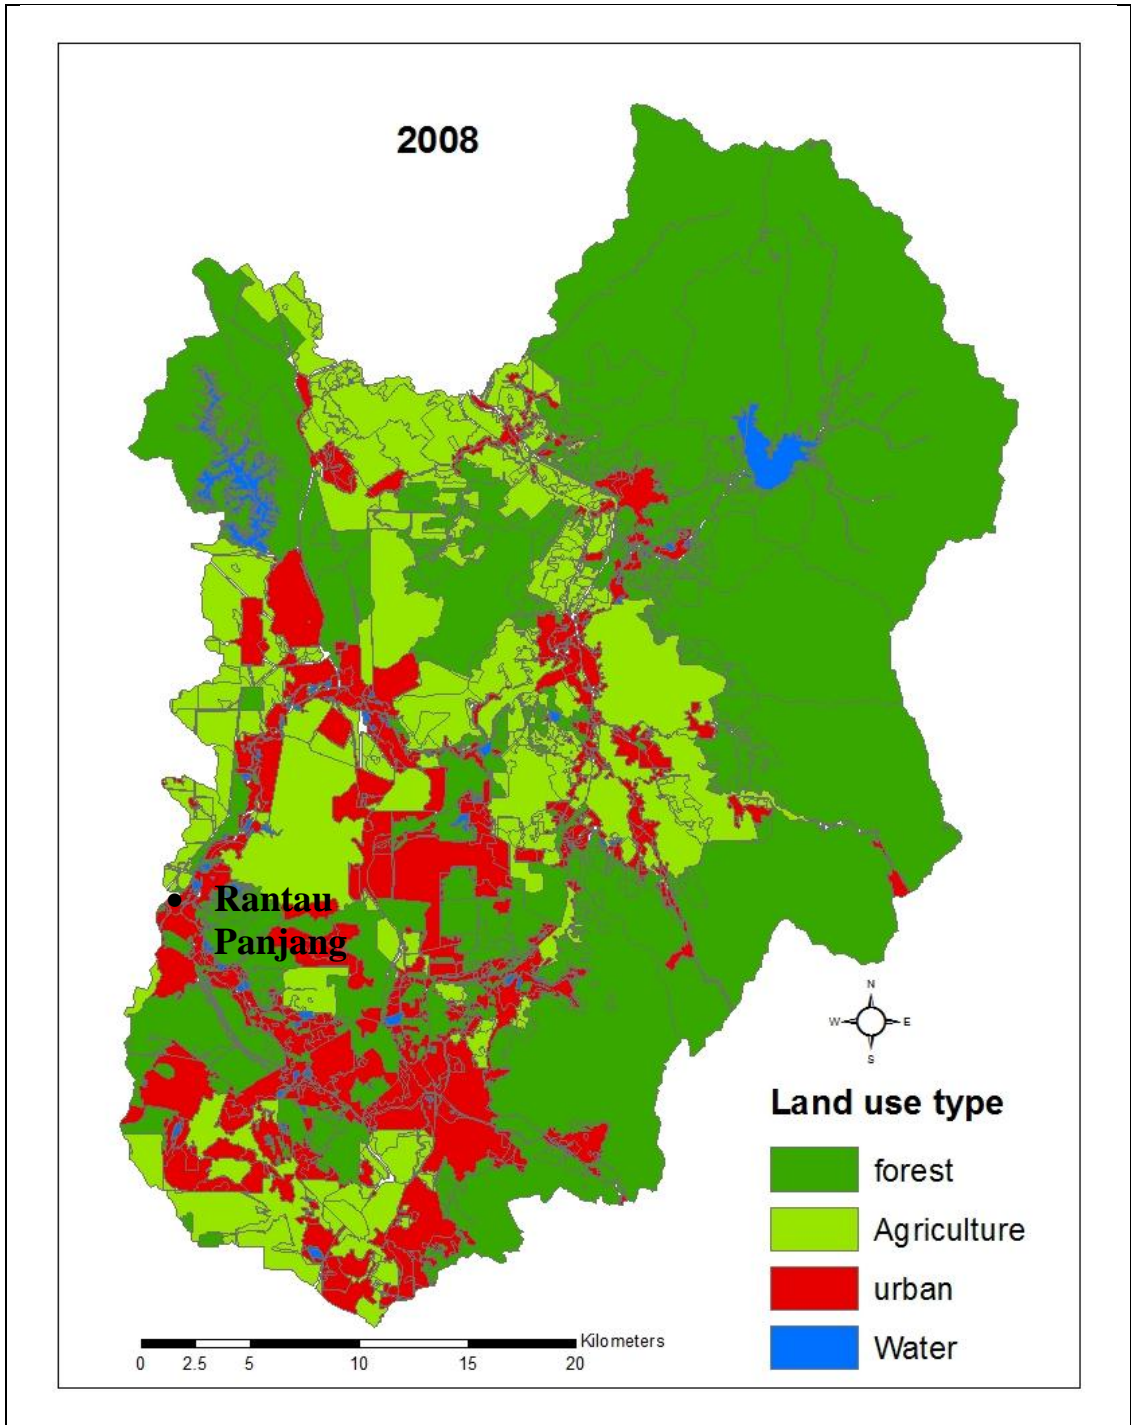 2008
Rantau
Panjang
N
W E
S
Land use type
forest
Agriculture
urban
Water
Kilometers
0 2.5 5 10 15 20